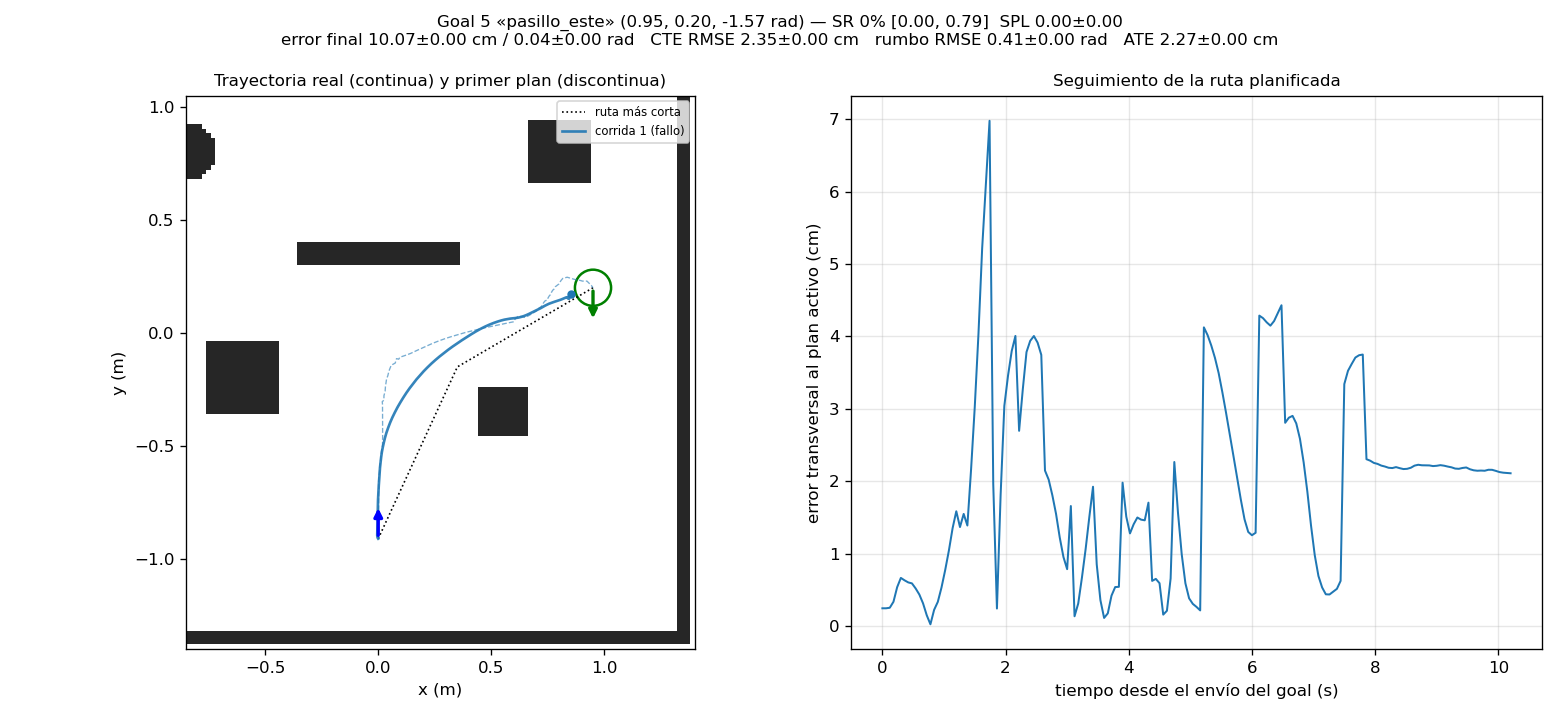 Goal 5 «pasillo_este» (0.95, 0.20, -1.57 rad) — SR 0% [0.00, 0.79]  SPL 0.00±0.00
error final 10.07±0.00 cm / 0.04±0.00 rad   CTE RMSE 2.35±0.00 cm   rumbo RMSE 0.41±0.00 rad   ATE 2.27±0.00 cm
Trayectoria real (continua) y primer plan (discontinua)
ruta más corta
corrida 1 (fallo)
1.0
0.5
0.0
−0.5
−1.0
y (m)
−0.5
0.0
0.5
1.0
x (m)
Seguimiento de la ruta planificada
7
6
5
4
3
2
1
0
error transversal al plan activo (cm)
0
2
4
6
8
10
tiempo desde el envío del goal (s)